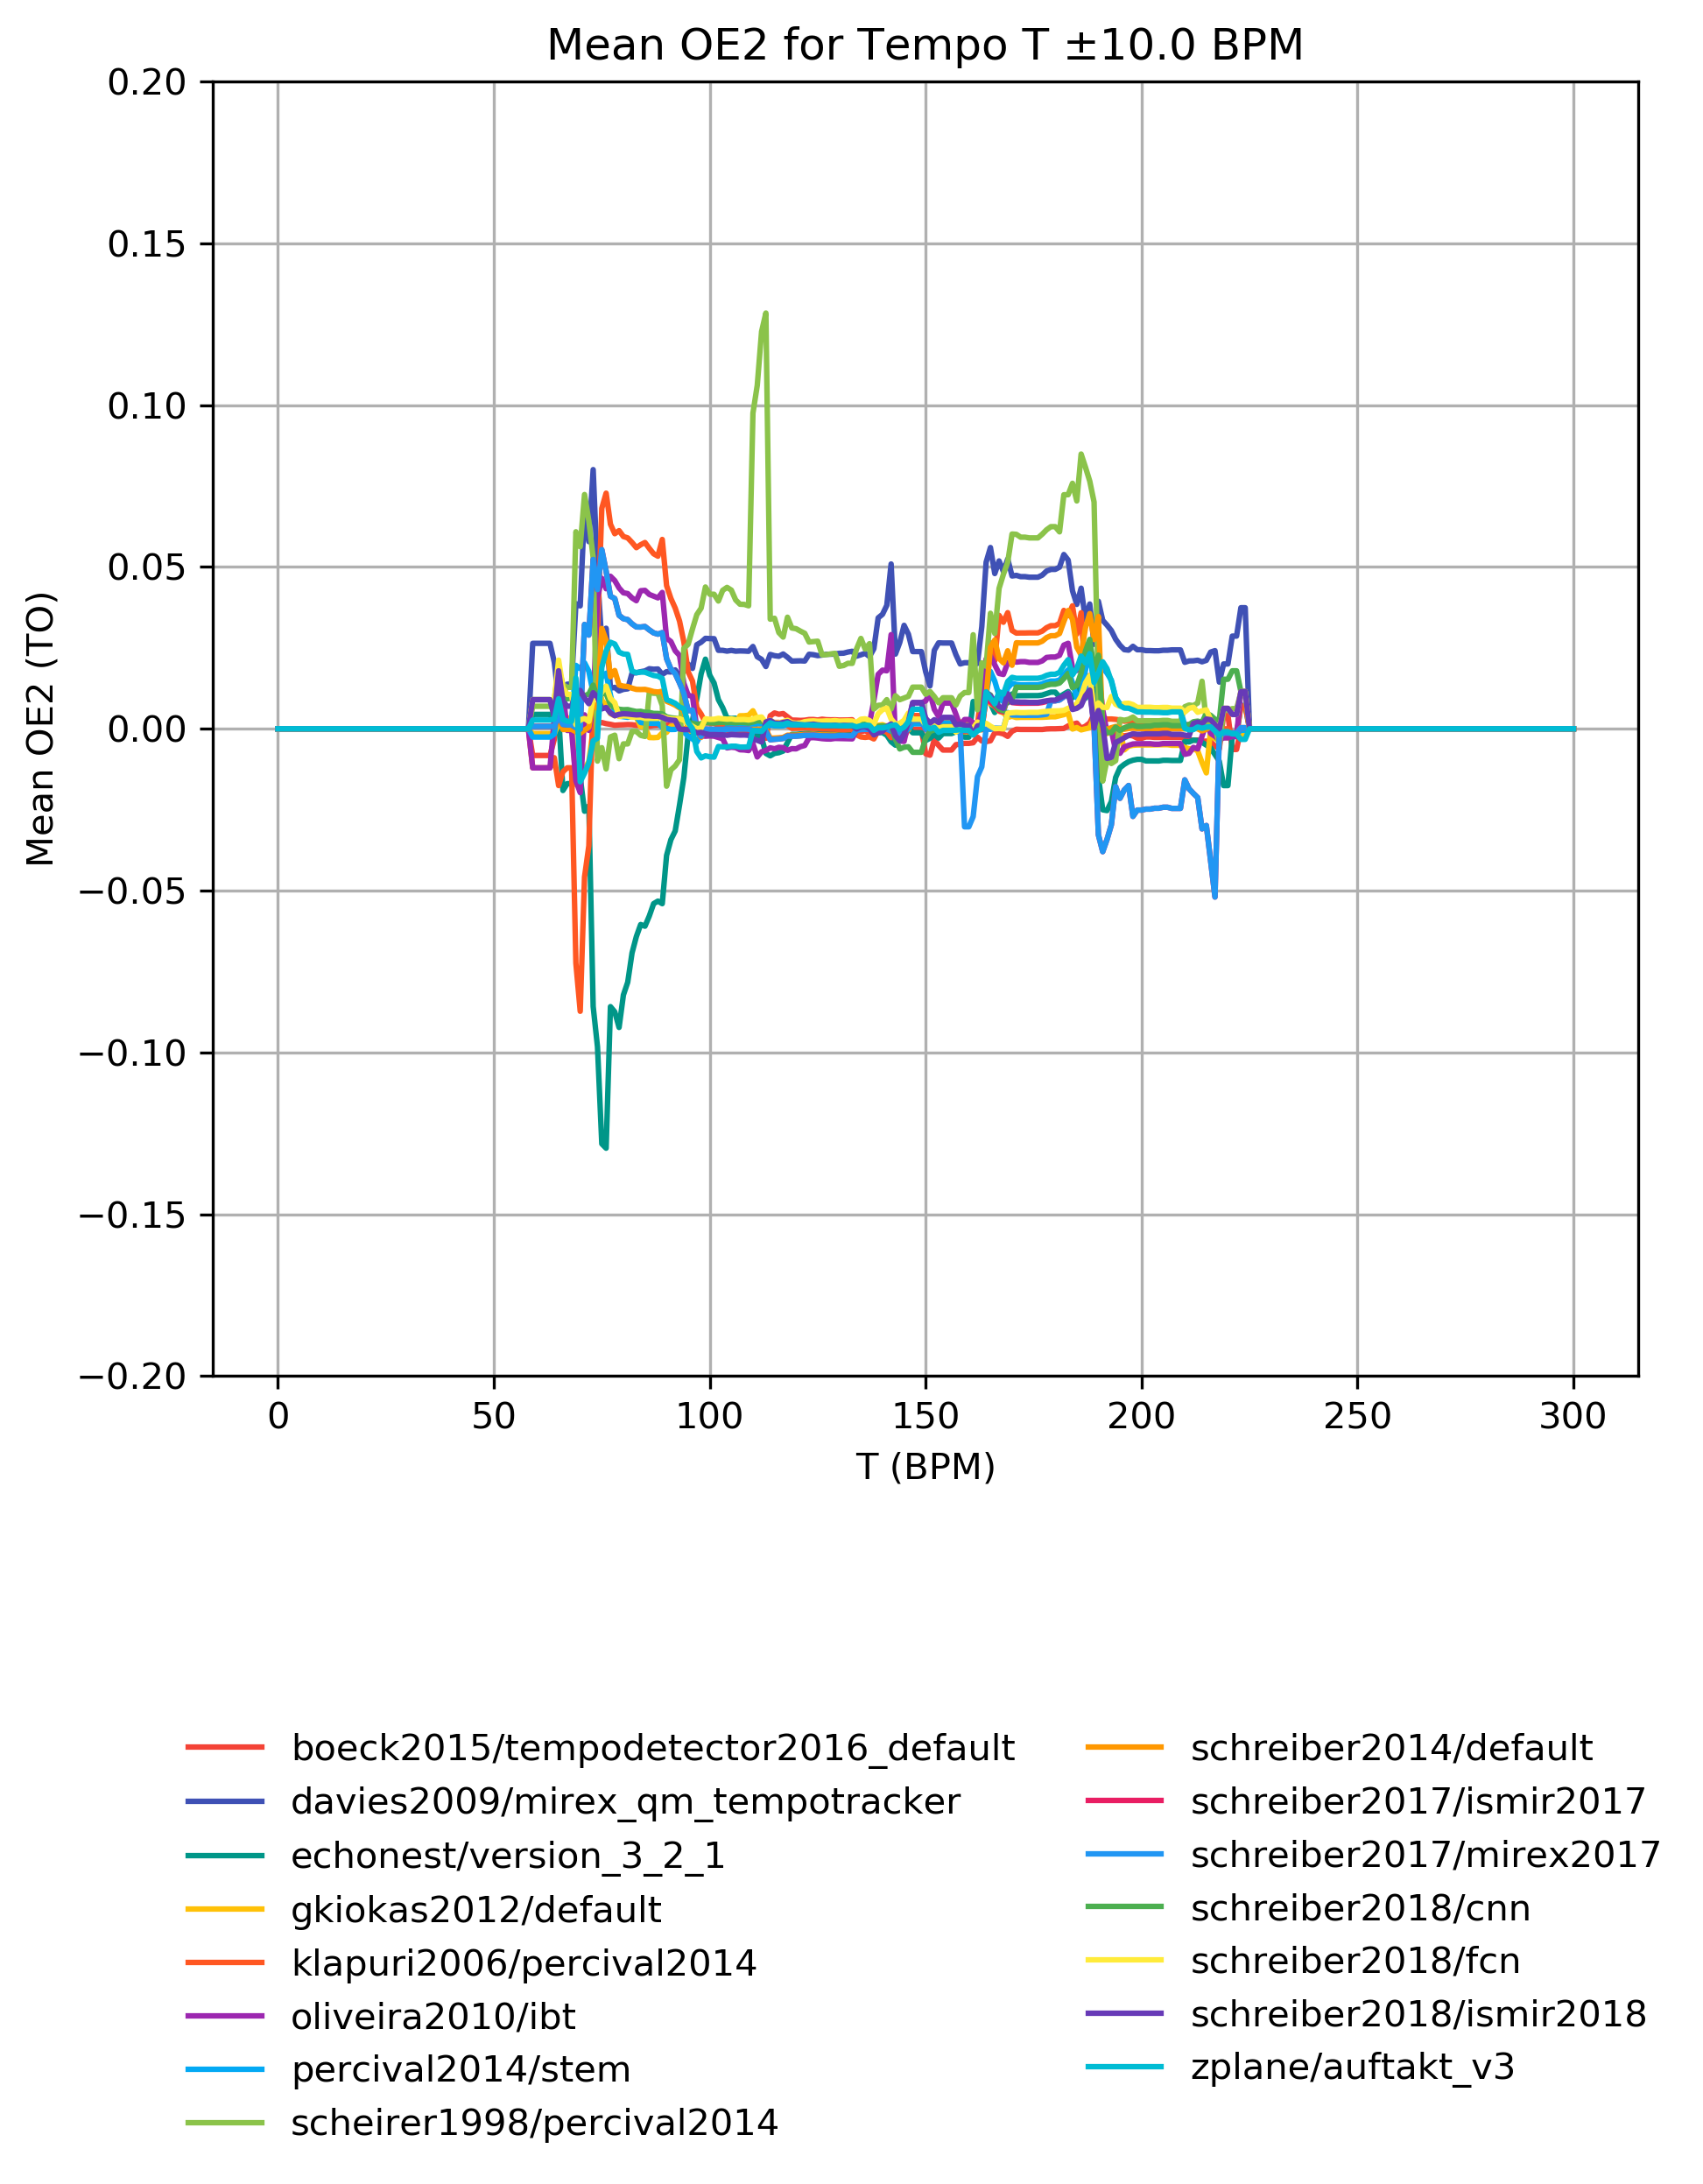 Mean OE2 for Tempo T ±10.0 BPM
0.20
0.15
0.10
0.05
0.00
−0.05
−0.10
−0.15
−0.20
Mean OE2 (TO)
0 50 100 150 200 250 300
T (BPM)
boeck2015/tempodetector2016_default
davies2009/mirex_qm_tempotracker
echonest/version_3_2_1
gkiokas2012/default
klapuri2006/percival2014
oliveira2010/ibt
percival2014/stem
scheirer1998/percival2014
schreiber2014/default
schreiber2017/ismir2017
schreiber2017/mirex2017
schreiber2018/cnn
schreiber2018/fcn
schreiber2018/ismir2018
zplane/auftakt_v3